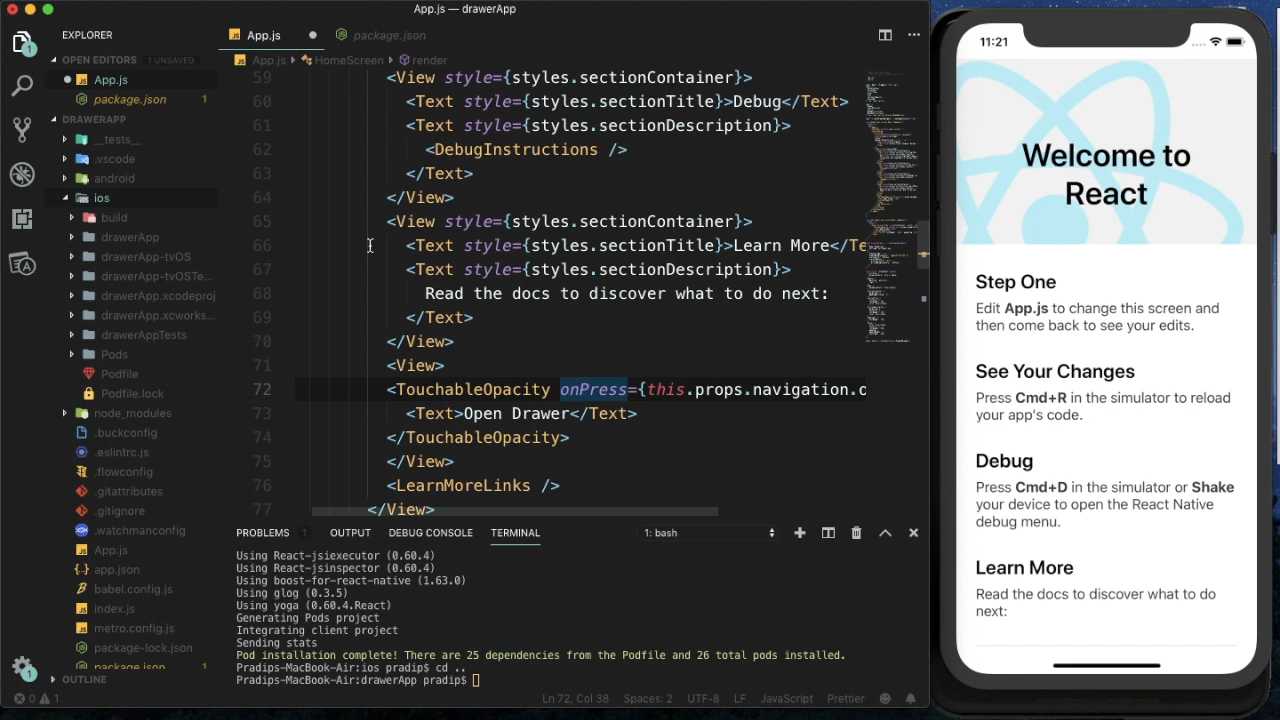 App.js — drawerApp
EXPLORER
OPEN EDITORS 1 UNSAVED
App.js
package.json 1
DRAWERAPP
__tests__
.vscode
android
ios
build
drawerApp
drawerApp-tvOS
drawerApp-tvOSTe...
drawerApp.xcodeproj
drawerApp.xcworks...
drawerAppTests
Pods
Podfile
Podfile.lock
node_modules
.buckconfig
.eslintrc.js
.flowconfig
.gitattributes
.gitignore
.watchmanconfig
App.js
app.json
babel.config.js
index.js
metro.config.js
package-lock.json
package.json 1
OUTLINE
App.js
package.json
App.js HomeScreen render
59 <View style={styles.sectionContainer}>
60 <Text style={styles.sectionTitle}>Debug</Text>
61 <Text style={styles.sectionDescription}>
62 <DebugInstructions />
63 </Text>
64 </View>
65 <View style={styles.sectionContainer}>
66 <Text style={styles.sectionTitle}>Learn More</Te
67 <Text style={styles.sectionDescription}>
68 Read the docs to discover what to do next:
69 </Text>
70 </View>
71 <View>
72 <TouchableOpacity onPress={this.props.navigation.o
73 <Text>Open Drawer</Text>
74 </TouchableOpacity>
75 </View>
76 <LearnMoreLinks />
77 </View>
PROBLEMS 1 OUTPUT DEBUG CONSOLE TERMINAL 1: bash
Using React-jsiexecutor (0.60.4)
Using React-jsinspector (0.60.4)
Using boost-for-react-native (1.63.0)
Using glog (0.3.5)
Using yoga (0.60.4.React)
Generating Pods project
Integrating client project
Sending stats
Pod installation complete! There are 25 dependencies from the Podfile and 26 total pods installed.
Pradips-MacBook-Air:ios pradip$ cd ..
Pradips-MacBook-Air:drawerApp pradip$
0 1 Ln 72, Col 38 Spaces: 2 UTF-8 LF JavaScript Prettier
1
1
11:21
Welcome to
React
Step One
Edit App.js to change this screen and
then come back to see your edits.
See Your Changes
Press Cmd+R in the simulator to reload
your app's code.
Debug
Press Cmd+D in the simulator or Shake
your device to open the React Native
debug menu.
Learn More
Read the docs to discover what to do
next: